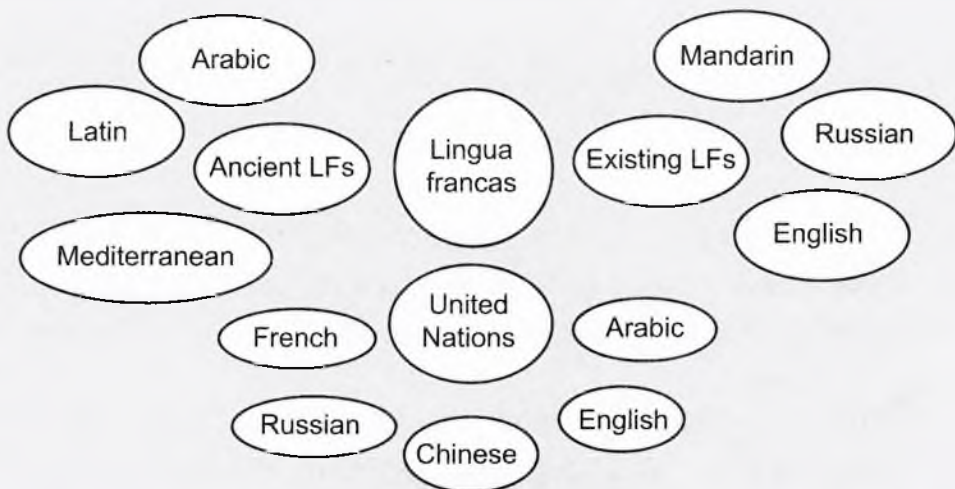 Arabic
Mandarin
Latin
Ancient LFs
Lingua
francas
Existing LFs
Russian
Mediterranean
English
French
United
Nations
Arabic
Russian
Chinese
English